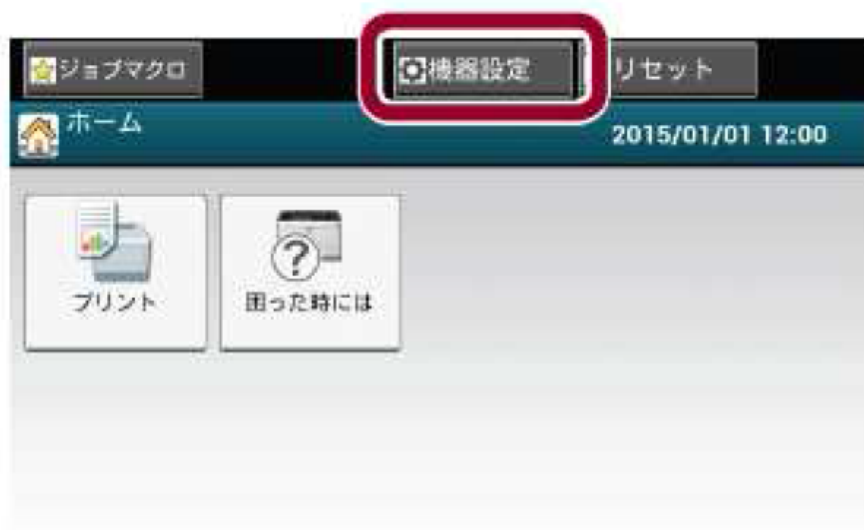 ジョブマクロ 機器設定 リセット
ホーム 2015/01/01 12:00
プリント 困った時には